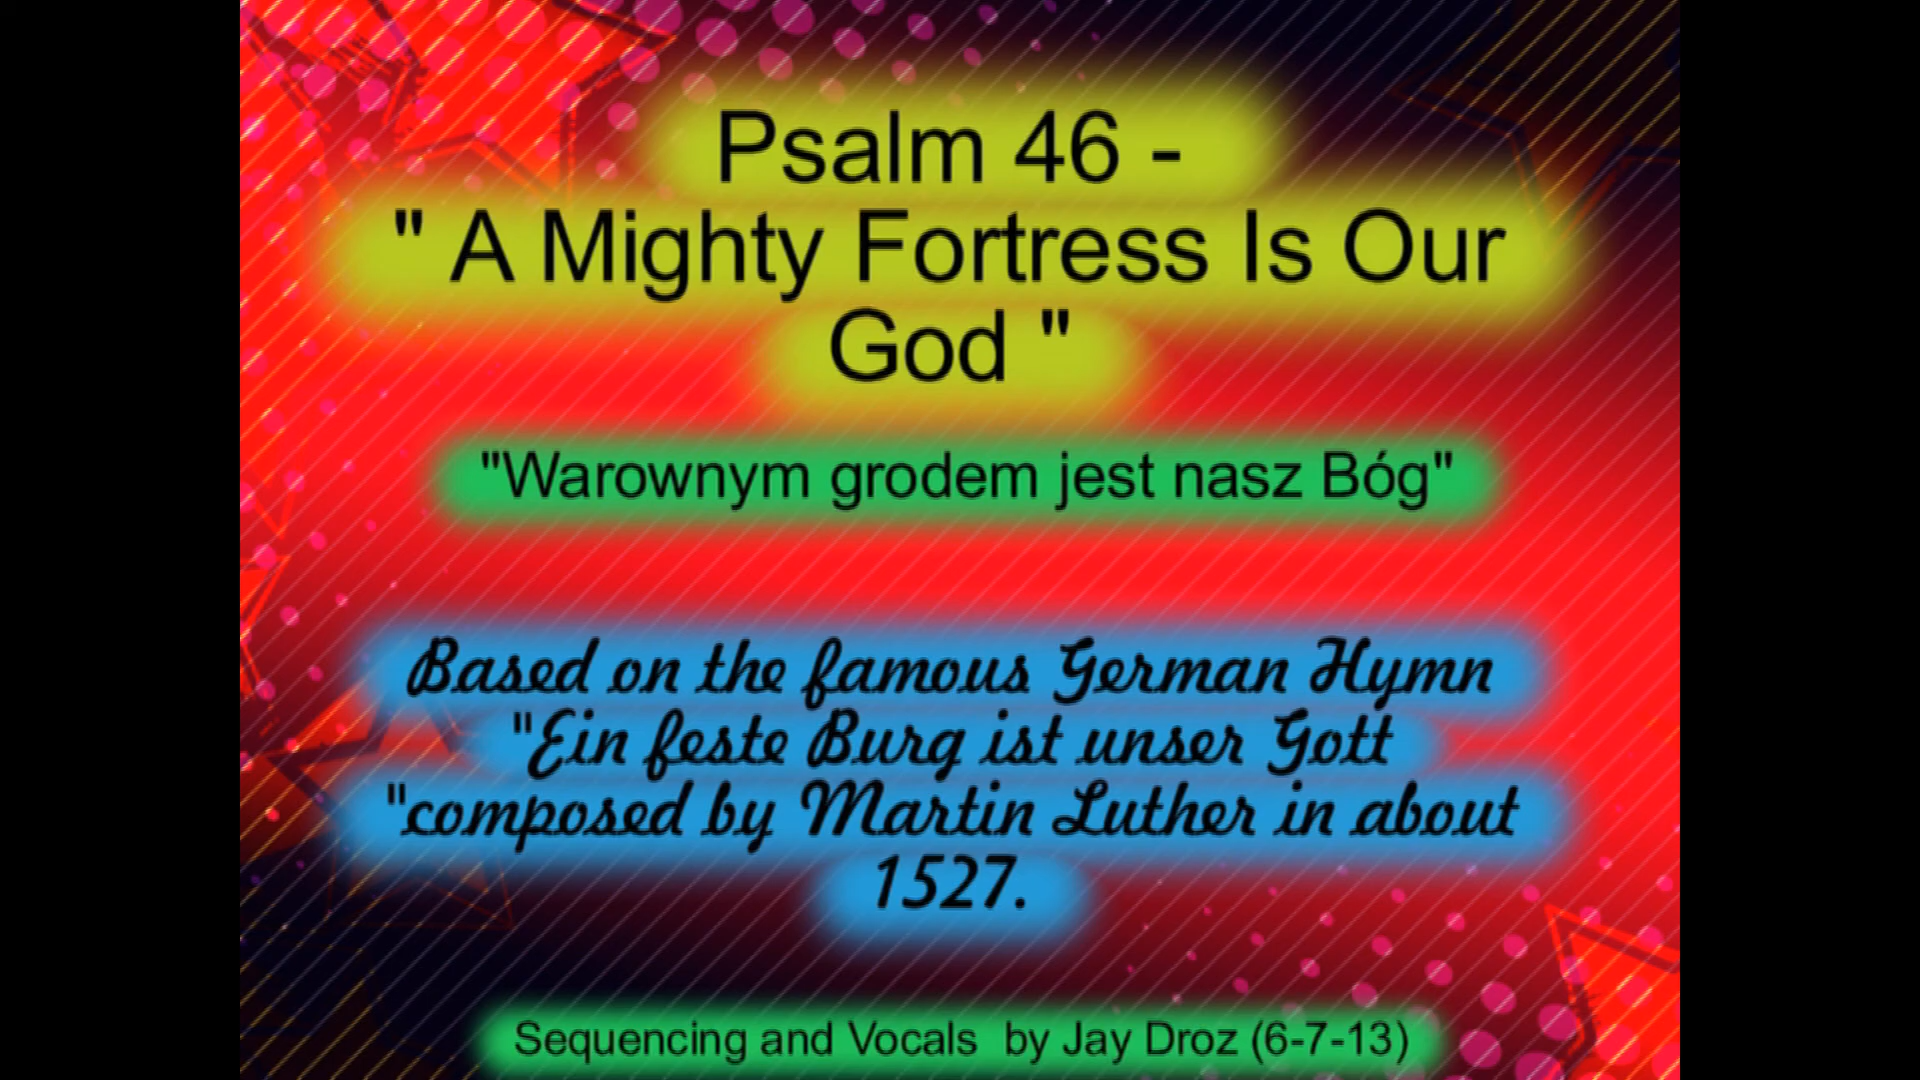 Psalm 46 -
" A Mighty Fortress Is Our
God "
"Warownym grodem jest nasz Bóg"
Based on the famous German Hymn
"Ein feste Burg ist unser Gott
"composed by Martin Luther in about
1527.
Sequencing and Vocals  by Jay Droz (6-7-13)